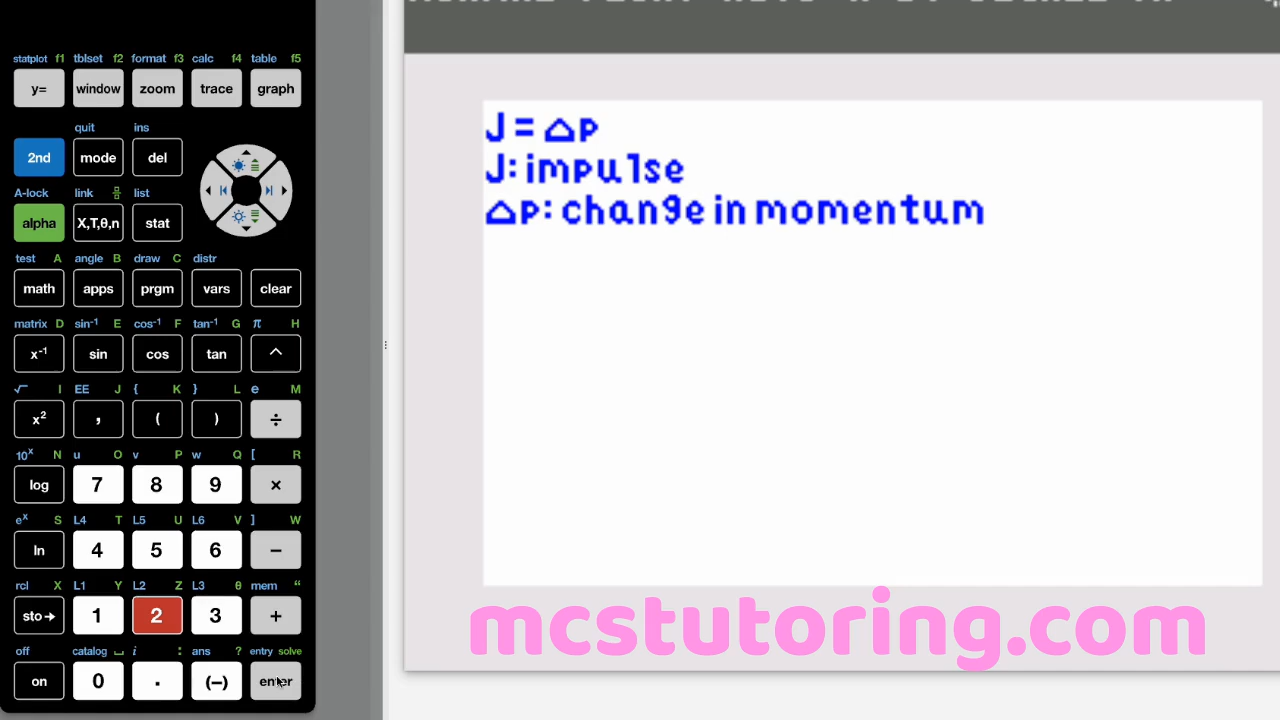 statplot f1 tblset f2 format f3 calc f4 table f5
y= window zoom trace graph
quit ins
2nd mode del
A-lock link list
alpha X,T,θ,n stat
test A angle B draw C distr
math apps prgm vars clear
matrix D sin⁻¹ E cos⁻¹ F tan⁻¹ G π H
x⁻¹ sin cos tan ^
√ I EE J { K } L e M
x² , ( ) ÷
10ˣ N u O v P w Q [ R
log 7 8 9 ×
eˣ S L4 T L5 U L6 V ] W
ln 4 5 6 −
rcl X L1 Y L2 Z L3 θ mem “
sto→ 1 2 3 +
off catalog ⎵ i : ans ? entry solve
on 0 . (−) enter
J = Δp
J: impulse
Δp: change in momentum
mcstutoring.com